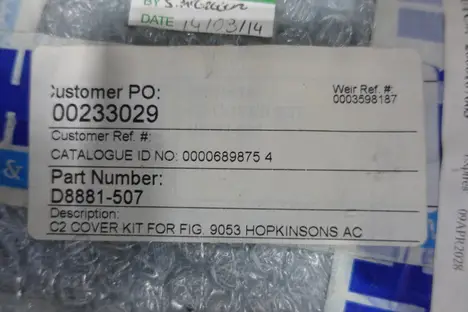 DATE 14/03/14
Customer PO:
Weir Ref. #:
00233029
0003598187
Customer Ref. #:
CATALOGUE ID NO: 0000689875 4
Part Number:
D8881-507
Description:
C2 COVER KIT FOR FIG. 9053 HOPKINSONS AC
&
09APR2028